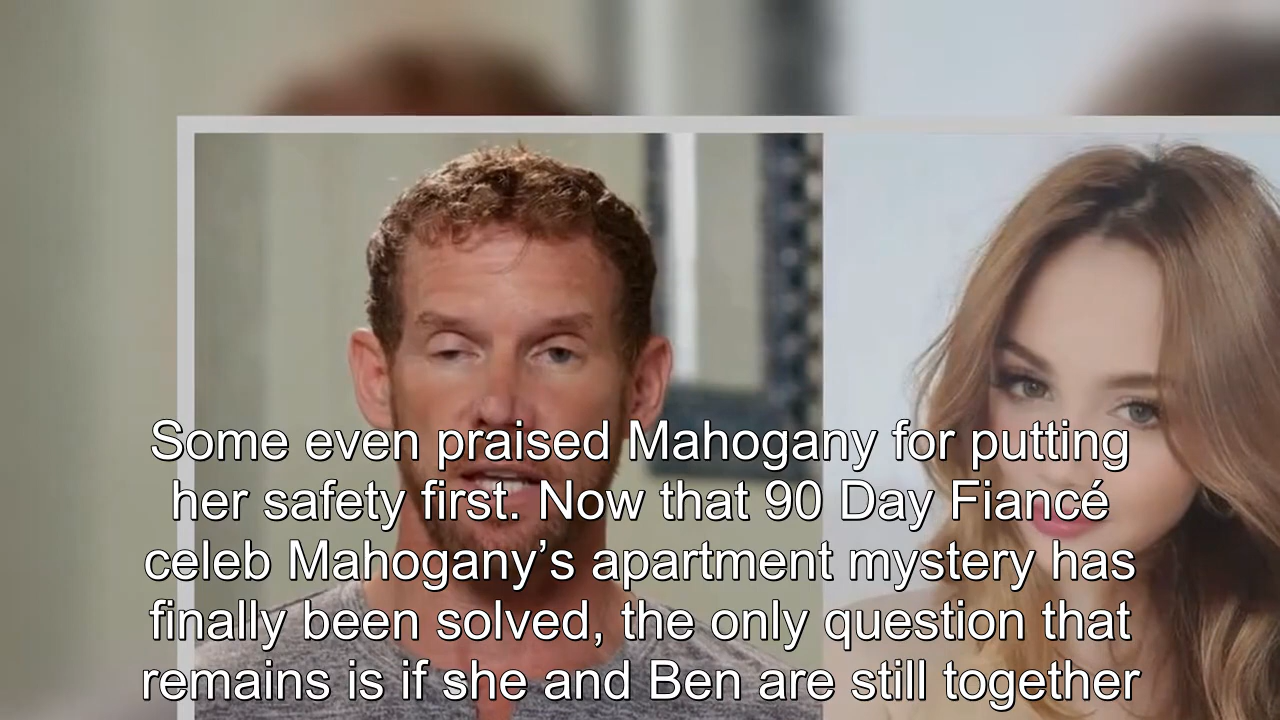 Some even praised Mahogany for putting
her safety first. Now that 90 Day Fiancé
celeb Mahogany’s apartment mystery has
finally been solved, the only question that
remains is if she and Ben are still together